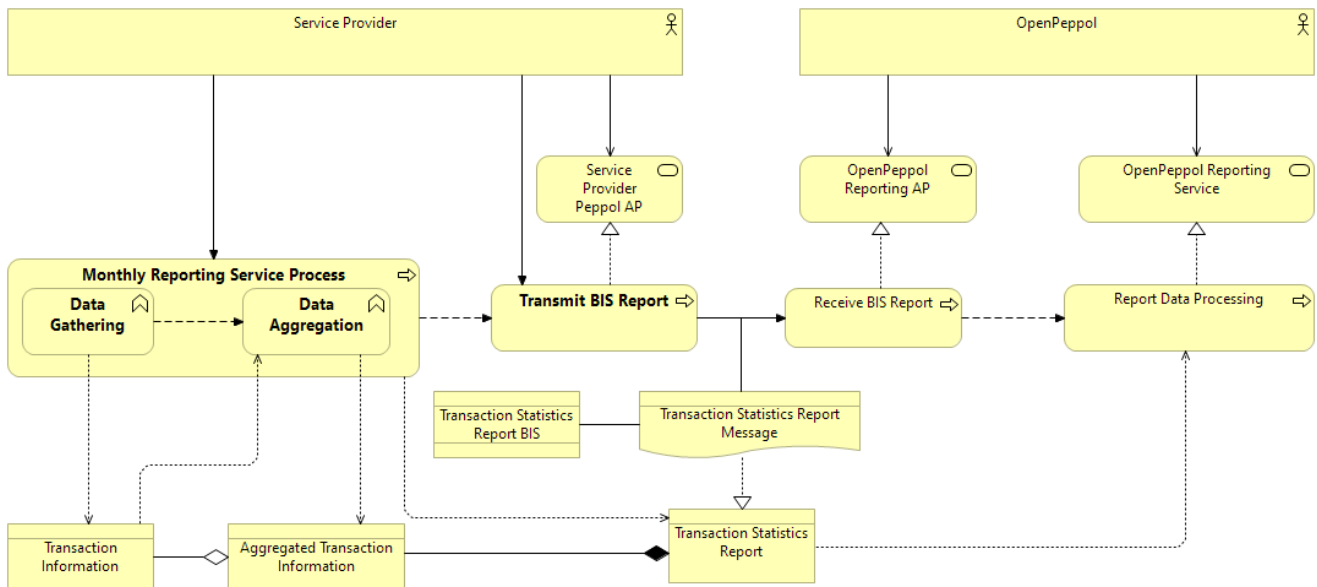 Service Provider
OpenPeppol
Service
Provider
Peppol AP
OpenPeppol
Reporting AP
OpenPeppol Reporting
Service
Monthly Reporting Service Process
Data
Gathering
Data
Aggregation
Transmit BIS Report
Receive BIS Report
Report Data Processing
Transaction Statistics
Report BIS
Transaction Statistics Report
Message
Transaction
Information
Aggregated Transaction
Information
Transaction Statistics
Report